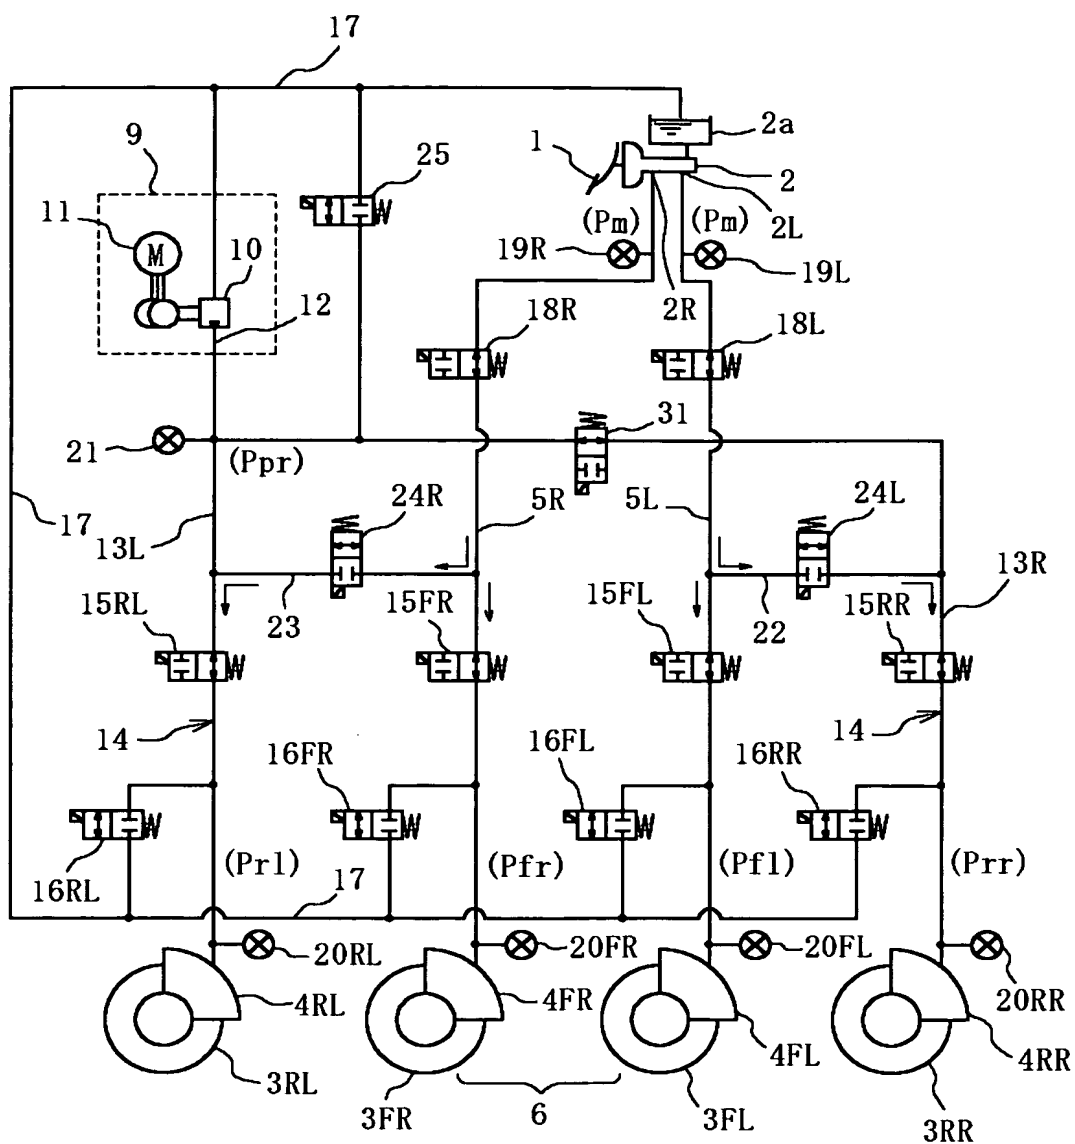 17
2a
9
1
25
2
11
(Pm)
(Pm)
2L
M
10
19R
19L
12
2R
18R
18L
31
21
(Ppr)
24R
5R
5L
24L
17
13L
13R
15RL
23
15FR
15FL
22
15RR
14
16FR
16FL
14
16RR
(Prl)
(Pfr)
(Pfl)
(Prr)
16RL
17
20RL
20FR
20FL
4RL
4FR
20RR
4FL
4RR
3RL
3FR
6
3FL
3RR